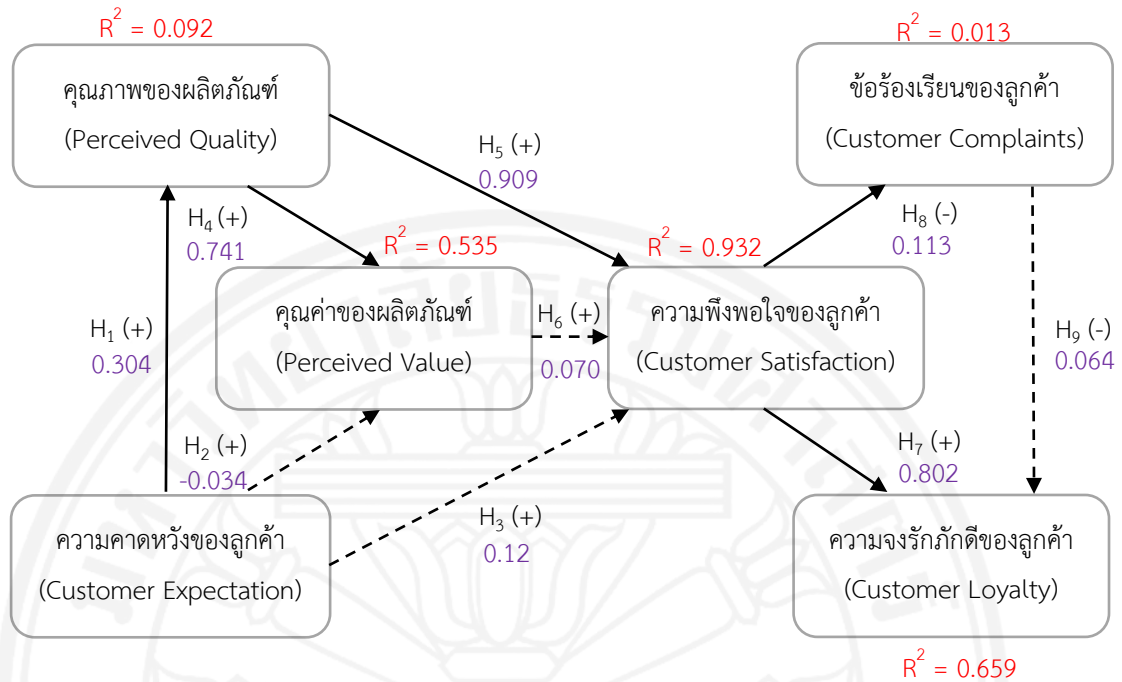 R² = 0.092
R² = 0.013
คุณภาพของผลิตภัณฑ์
(Perceived Quality)
ข้อร้องเรียนของลูกค้า
(Customer Complaints)
H₅ (+)
0.909
H₄ (+)
0.741
H₈ (-)
0.113
R² = 0.535
R² = 0.932
คุณค่าของผลิตภัณฑ์
(Perceived Value)
H₆ (+)
0.070
ความพึงพอใจของลูกค้า
(Customer Satisfaction)
H₁ (+)
0.304
H₉ (-)
0.064
H₂ (+)
-0.034
H₇ (+)
0.802
H₃ (+)
0.12
ความคาดหวังของลูกค้า
(Customer Expectation)
ความจงรักภักดีของลูกค้า
(Customer Loyalty)
R² = 0.659